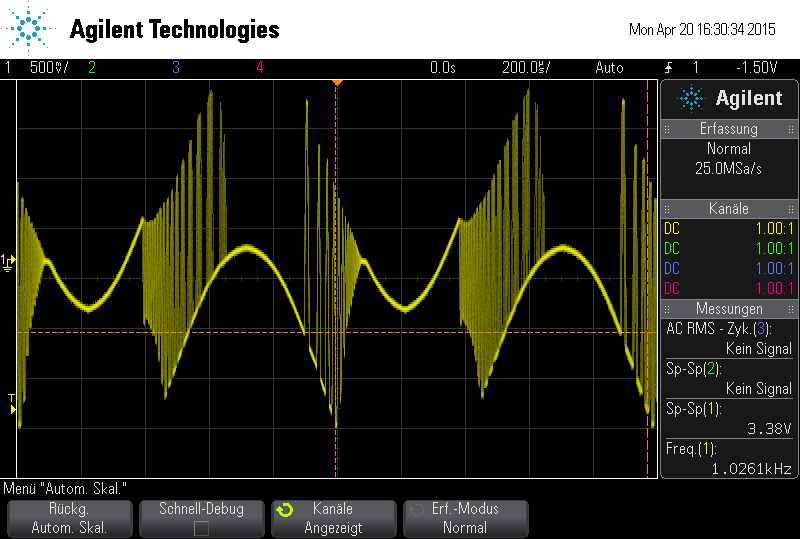 Agilent Technologies
Mon Apr 20 16:30:34 2015
1 500mV/ 2 3 4 0.0s 200.0µs/ Auto 1 -1.50V
Agilent
Erfassung
Normal
25.0MSa/s
Kanäle
DC 1.00:1
DC 1.00:1
DC 1.00:1
DC 1.00:1
Messungen
AC RMS - Zyk.(3):
Kein Signal
Sp-Sp(2):
Kein Signal
Sp-Sp(1):
3.38V
Freq.(1):
1.0261kHz
1
T
Menü "Autom. Skal."
Rückg.
Autom. Skal.
Schnell-Debug
Kanäle
Angezeigt
Erf.-Modus
Normal